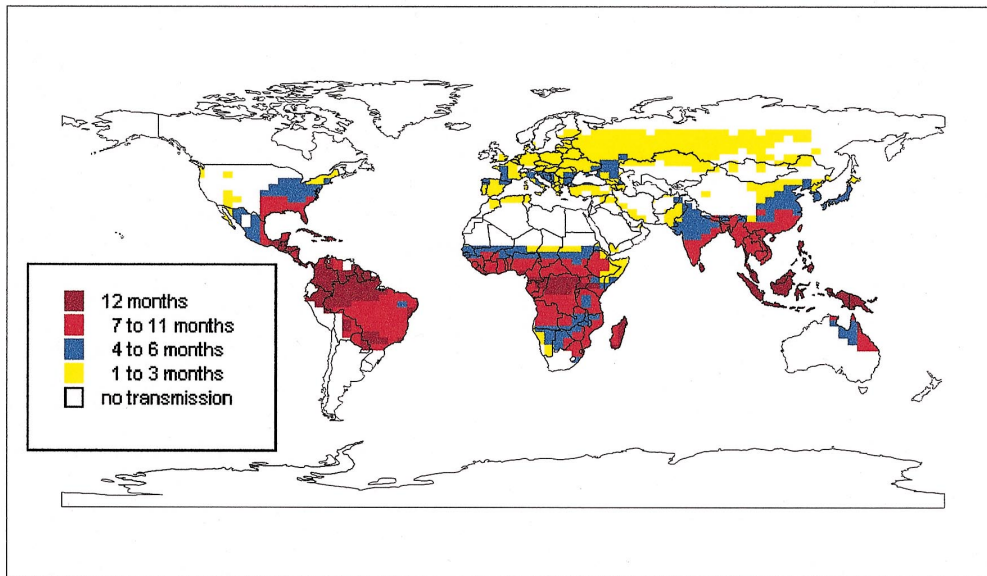 12 months
7 to 11 months
4 to 6 months
1 to 3 months
no transmission